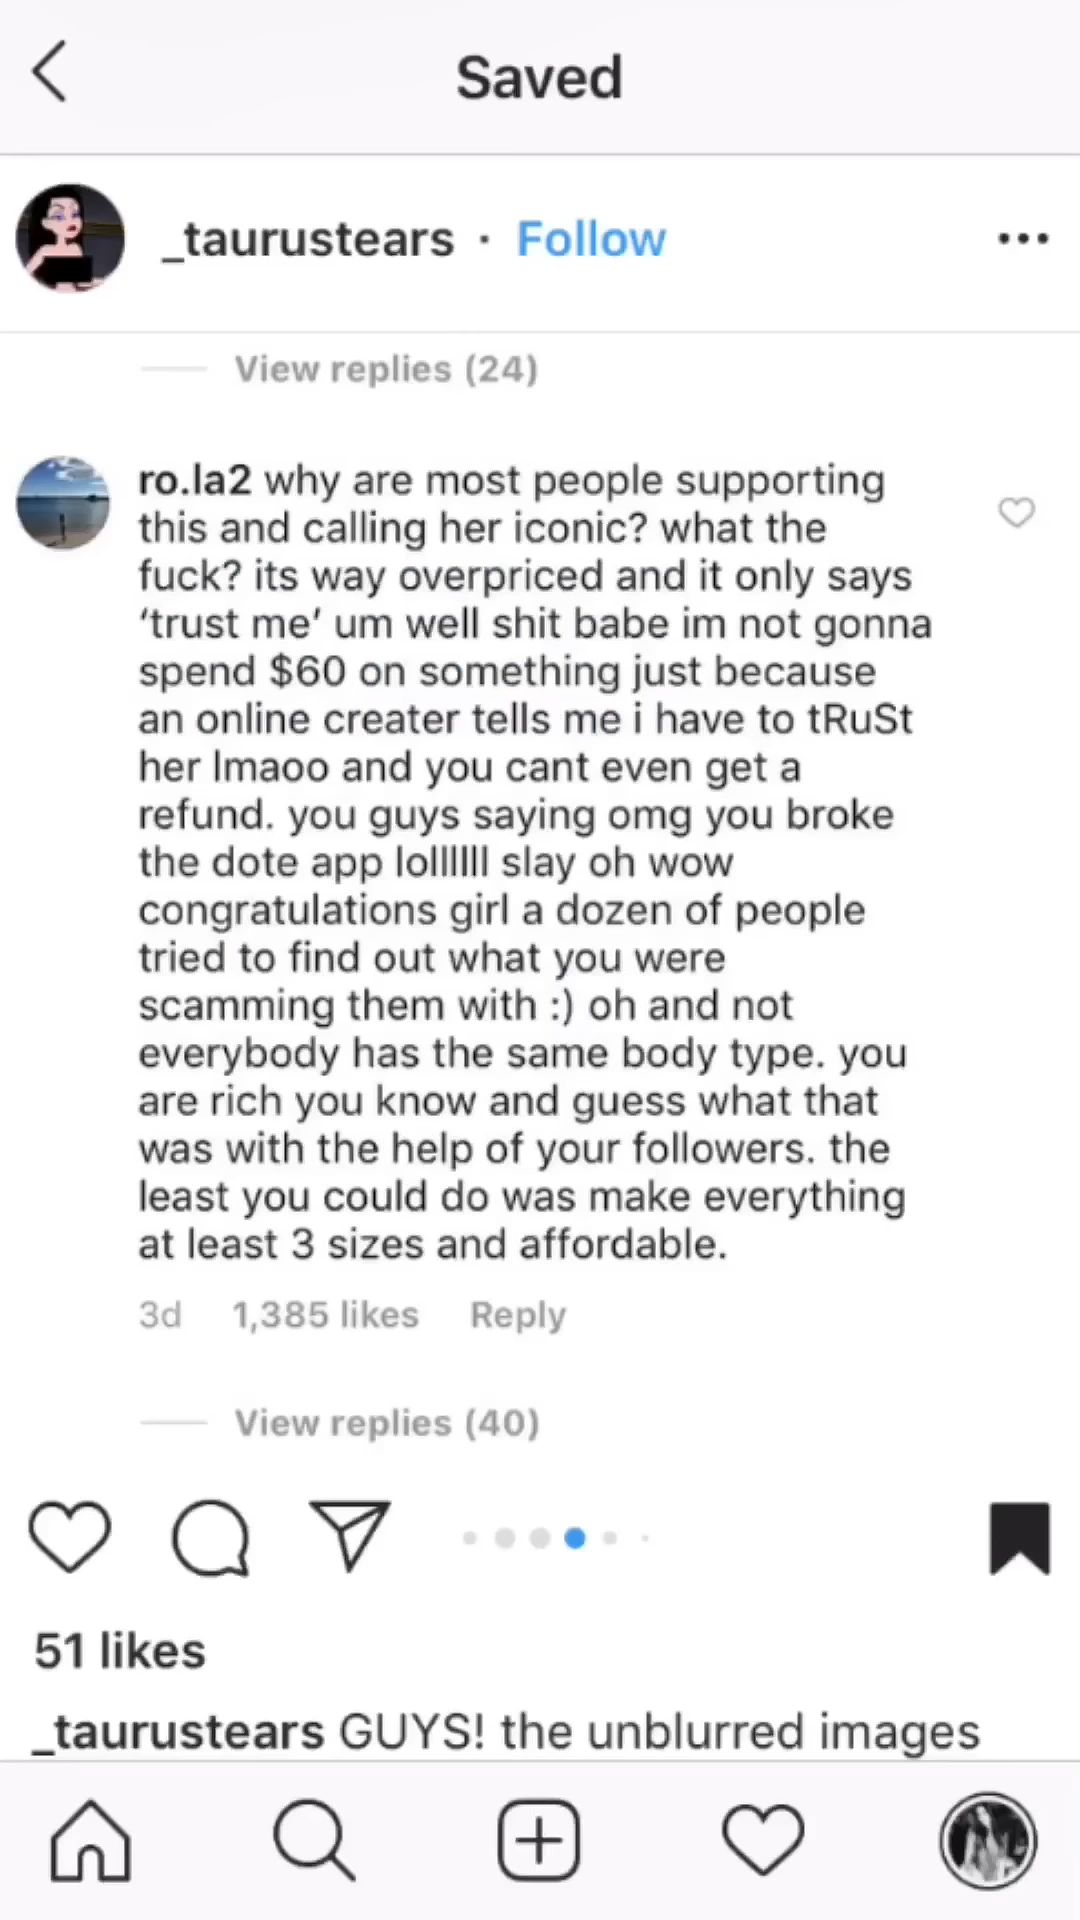 Saved
_taurustears · Follow
View replies (24)
ro.la2 why are most people supporting
this and calling her iconic? what the
fuck? its way overpriced and it only says
‘trust me’ um well shit babe im not gonna
spend $60 on something just because
an online creater tells me i have to tRuSt
her lmaoo and you cant even get a
refund. you guys saying omg you broke
the dote app lolllllll slay oh wow
congratulations girl a dozen of people
tried to find out what you were
scamming them with :) oh and not
everybody has the same body type. you
are rich you know and guess what that
was with the help of your followers. the
least you could do was make everything
at least 3 sizes and affordable.
3d 1,385 likes Reply
View replies (40)
51 likes
_taurustears GUYS! the unblurred images